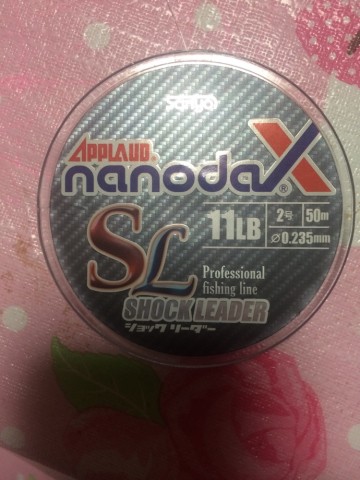 sanyo
APPLAUD
nanodaX®
SL
11LB
2号
50m
⌀0.235mm
Professional
fishing line
SHOCK LEADER
ショック リーダー